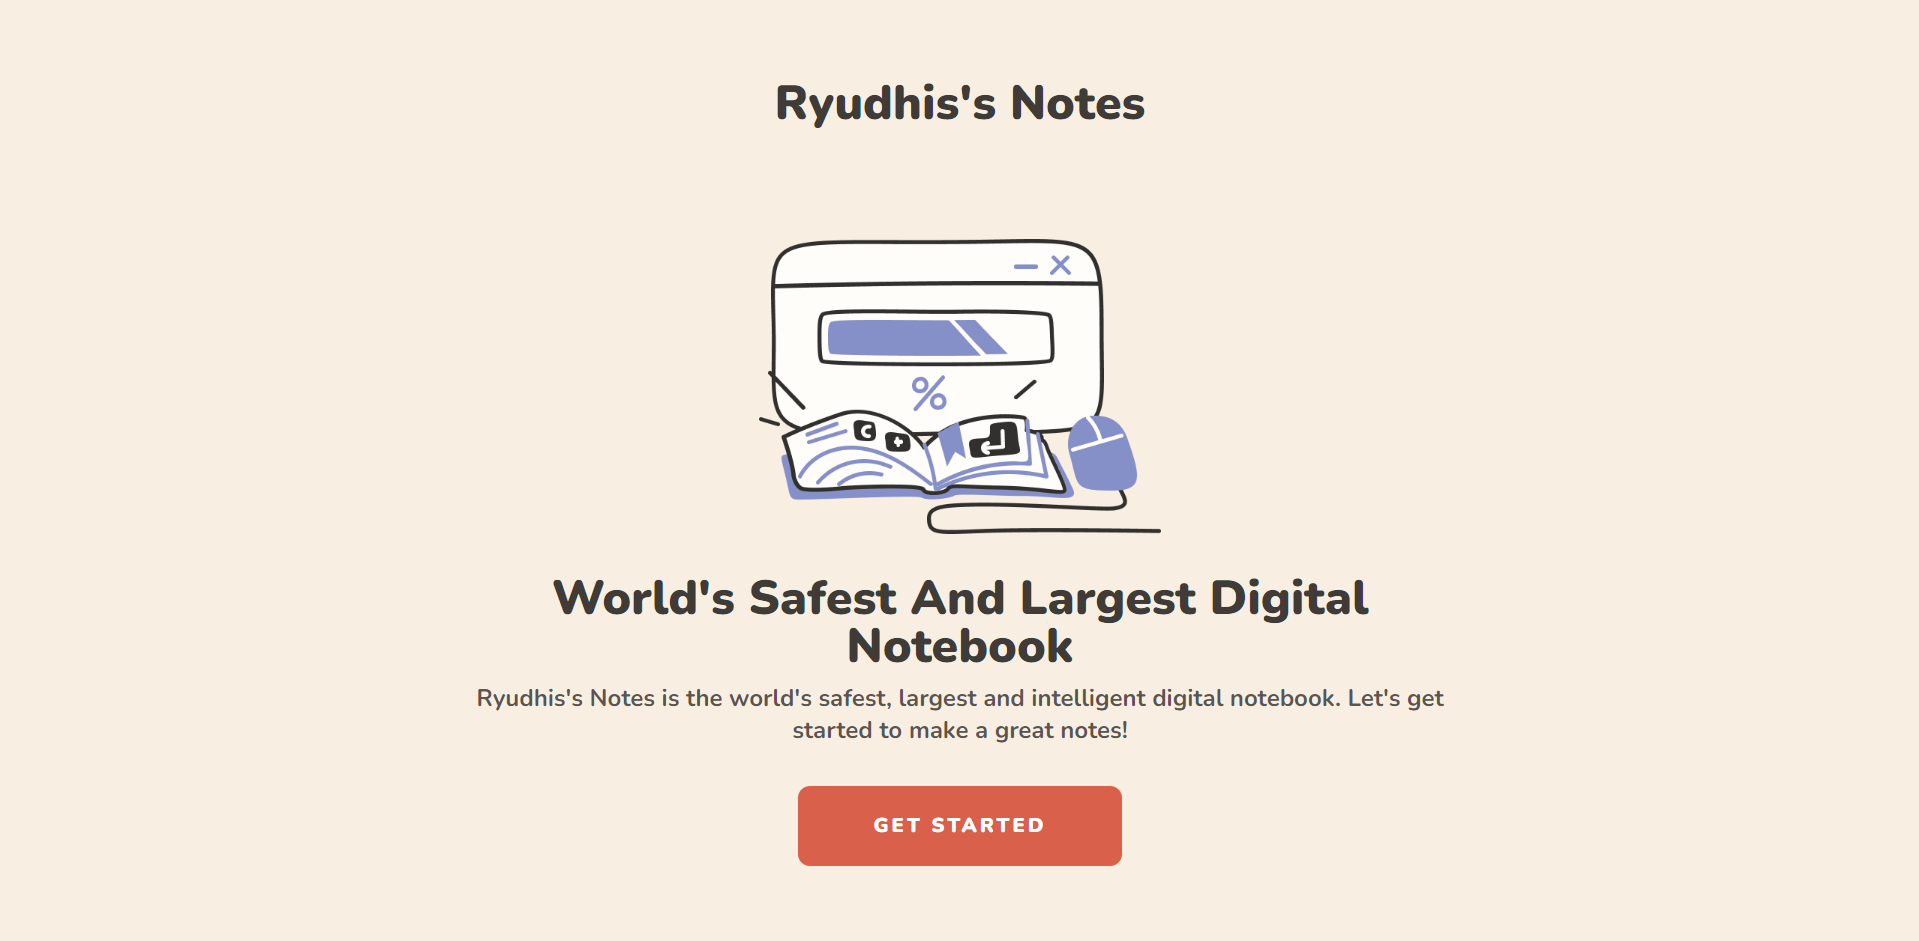 Ryudhis's Notes
%
World's Safest And Largest Digital
Notebook
Ryudhis's Notes is the world's safest, largest and intelligent digital notebook. Let's get
started to make a great notes!
GET STARTED